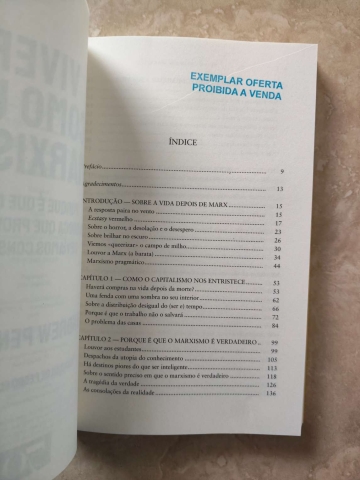 EXEMPLAR OFERTA
PROIBIDA A VENDA
ÍNDICE
Prefácio 9
Agradecimentos 13
INTRODUÇÃO — SOBRE A VIDA DEPOIS DE MARX 15
A resposta paira no vento 15
Ecstasy vermelho 17
Sobre o horror, a desolação e o desespero 23
Sobre brilhar no escuro 26
Viemos «queerizar» o campo de milho 30
Louvor a Marx (a barata) 34
Marxismo pragmático 44
CAPÍTULO 1 — COMO O CAPITALISMO NOS ENTRISTECE 53
Haverá compras na vida depois da morte? 53
Uma fenda com uma sombra no seu interior 62
Sobre a distribuição desigual do (ser e) tempo 66
Porque é que o trabalho não o salvará 72
O problema das casas 84
CAPÍTULO 2 — PORQUE É QUE O MARXISMO É VERDADEIRO 99
Loucos aos estudantes 99
Despachos da utopia do conhecimento 105
Há destinos piores do que ser inteligente 113
Sobre o sentido preciso em que o marxismo é verdadeiro 118
A tragédia da verdade 126
As consolações da realidade 136